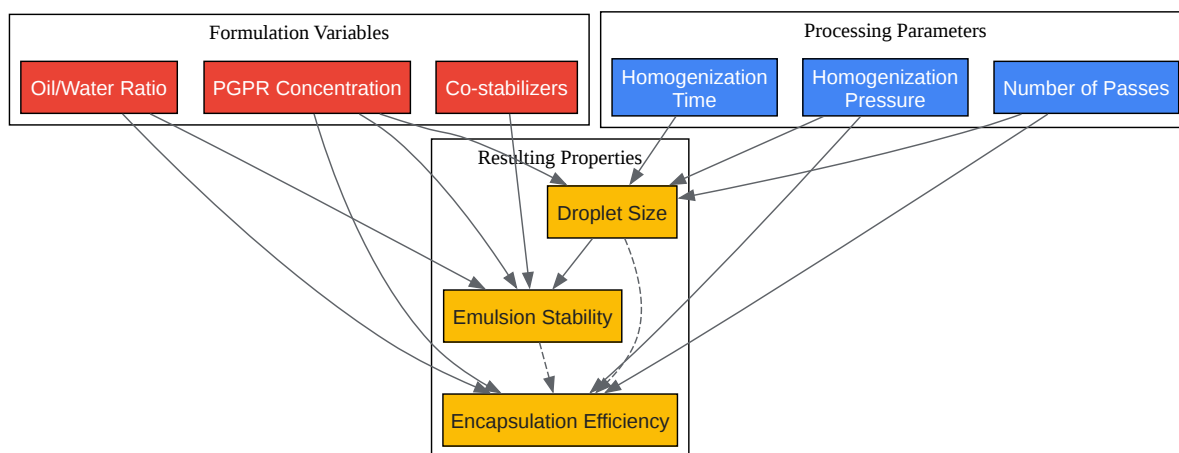 Formulation Variables
Oil/Water Ratio
PGPR Concentration
Co-stabilizers
Processing Parameters
Homogenization
Time
Homogenization
Pressure
Number of Passes
Resulting Properties
Droplet Size
Emulsion Stability
Encapsulation Efficiency